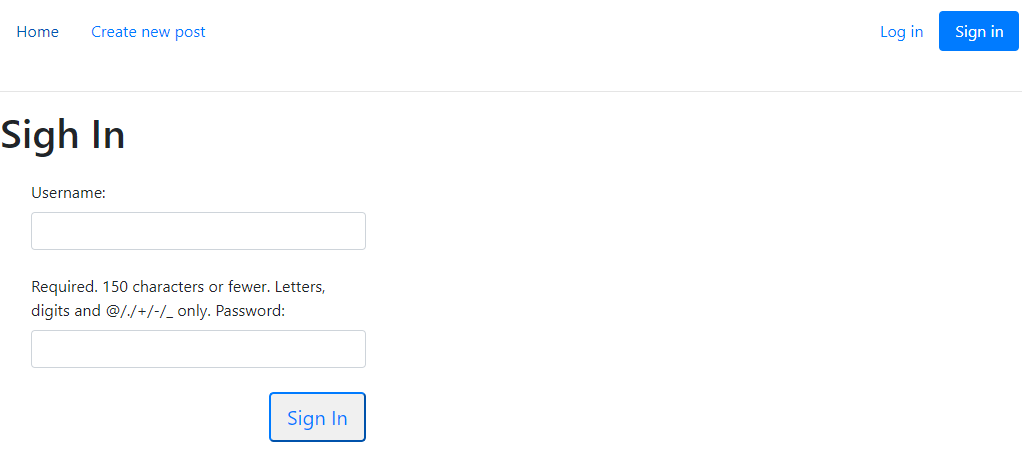 Home Create new post Log in Sign in
Sigh In
Username:
Required. 150 characters or fewer. Letters,
digits and @/./+/-/_ only. Password:
Sign In